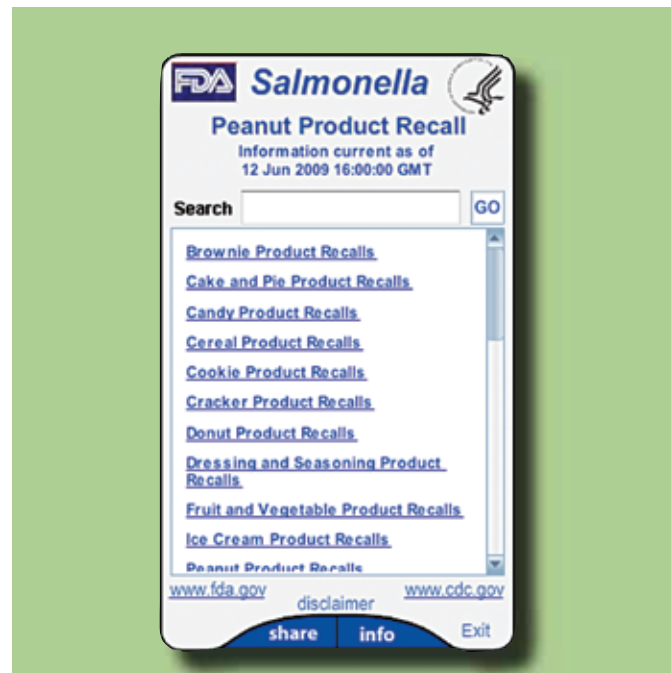 FDA Salmonella
Peanut Product Recall
Information current as of
12 Jun 2009 16:00:00 GMT
Search GO
Brownie Product Recalls
Cake and Pie Product Recalls
Candy Product Recalls
Cereal Product Recalls
Cookie Product Recalls
Cracker Product Recalls
Donut Product Recalls
Dressing and Seasoning Product
Recalls
Fruit and Vegetable Product Recalls
Ice Cream Product Recalls
Peanut Product Recalls
www.fda.gov www.cdc.gov
disclaimer
share info Exit